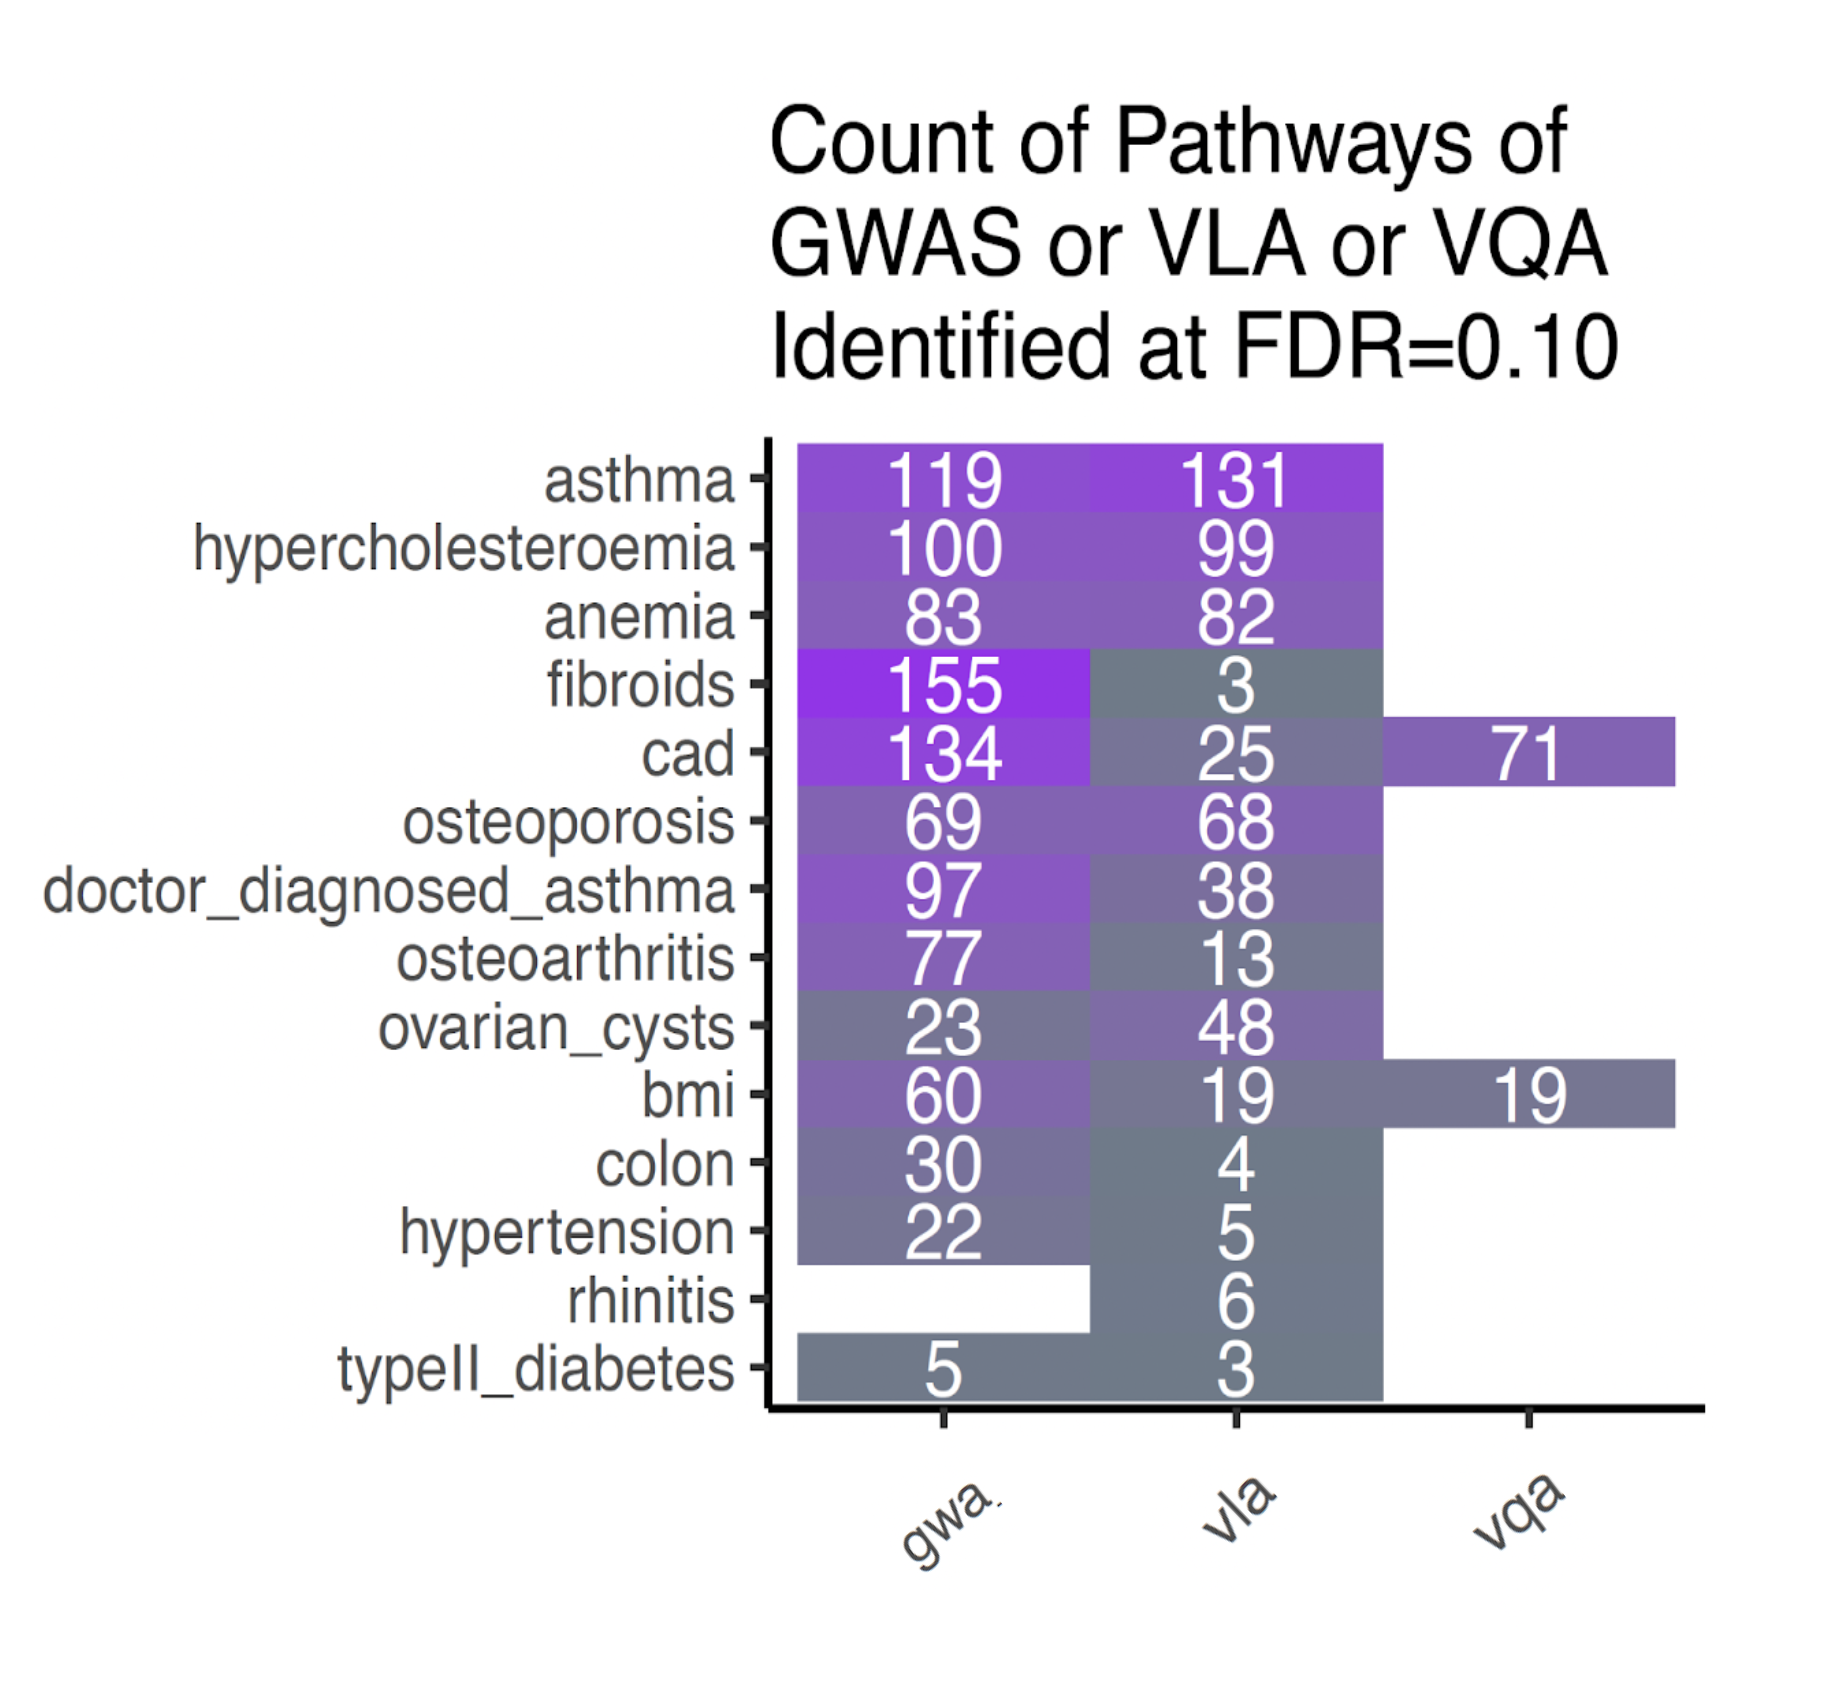 Count of Pathways of
GWAS or VLA or VQA
Identified at FDR=0.10
asthma 119 131
hypercholesteroemia 100 99
anemia 83 82
fibroids 155 3
cad 134 25 71
osteoporosis 69 68
doctor_diagnosed_asthma 97 38
osteoarthritis 77 13
ovarian_cysts 23 48
bmi 60 19 19
colon 30 4
hypertension 22 5
rhinitis 6
typeII_diabetes 5 3
gwa vla vqa